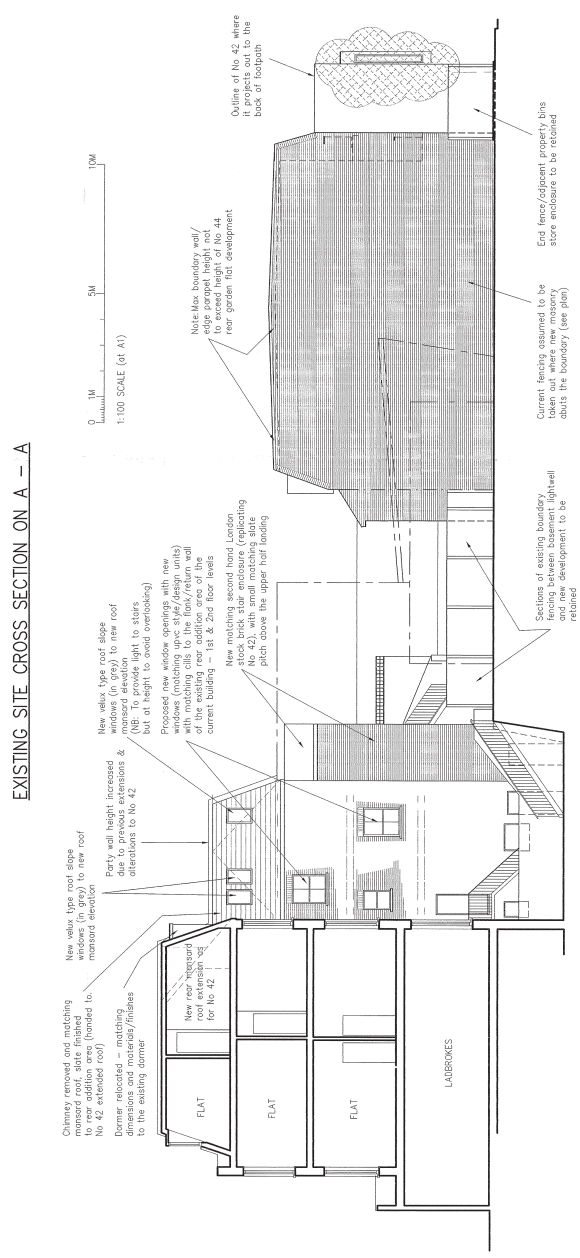 EXISTING SITE CROSS SECTION ON A - A
0
1M
5M
10M
1:100 SCALE (at A1)
Chimney removed and matching
mansard roof, slate finished
to rear addition area (handed to
No 42 extended roof)
Dormer relocated - matching
dimensions and materials/finishes
to the existing dormer
New velux type roof slope
windows (in grey) to new roof
mansard elevation
Party wall height increased
due to previous extensions &
alterations to No 42
New velux type roof slope
windows (in grey) to new roof
mansard elevation
(NB: To provide light to stairs
but at height to avoid overlooking)
Proposed new window openings with new
windows (matching upvc style/design units)
with matching cills to the flank/return wall
of the existing rear addition area of the
current building - 1st & 2nd floor levels
New matching second hand London
stock brick stair enclosure (replicating
No 42), with small matching slate
pitch above the upper half landing
Note: Max boundary wall/
edge parapet height not
to exceed height of No 44
rear garden flat development
Outline of No 42 where
it projects out to the
back of footpath
New rear mansard
roof extension as
for No 42
FLAT
FLAT
FLAT
LADBROKES
Sections of existing boundary
fencing between basement lightwell
and new development to be
retained
Current fencing assumed to be
taken out where new masonry
abuts the boundary (see plan)
End fence/adjacent property bins
store enclosure to be retained